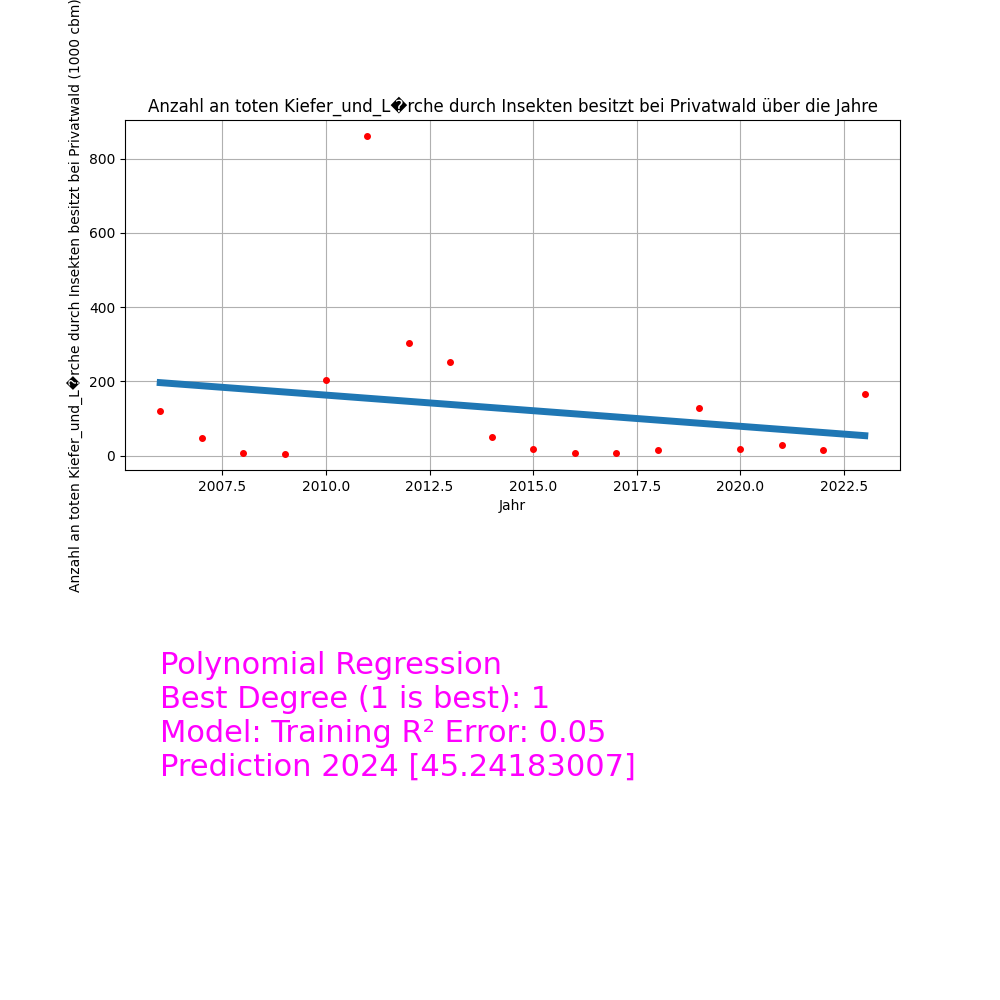 Anzahl an toten Kiefer_und_L�rche durch Insekten besitzt bei Privatwald über die Jahre
Anzahl an toten Kiefer_und_L�rche durch Insekten besitzt bei Privatwald (1000 cbm)
800
600
400
200
0
2007.5 2010.0 2012.5 2015.0 2017.5 2020.0 2022.5
Jahr
Polynomial Regression
Best Degree (1 is best): 1
Model: Training R² Error: 0.05
Prediction 2024 [45.24183007]